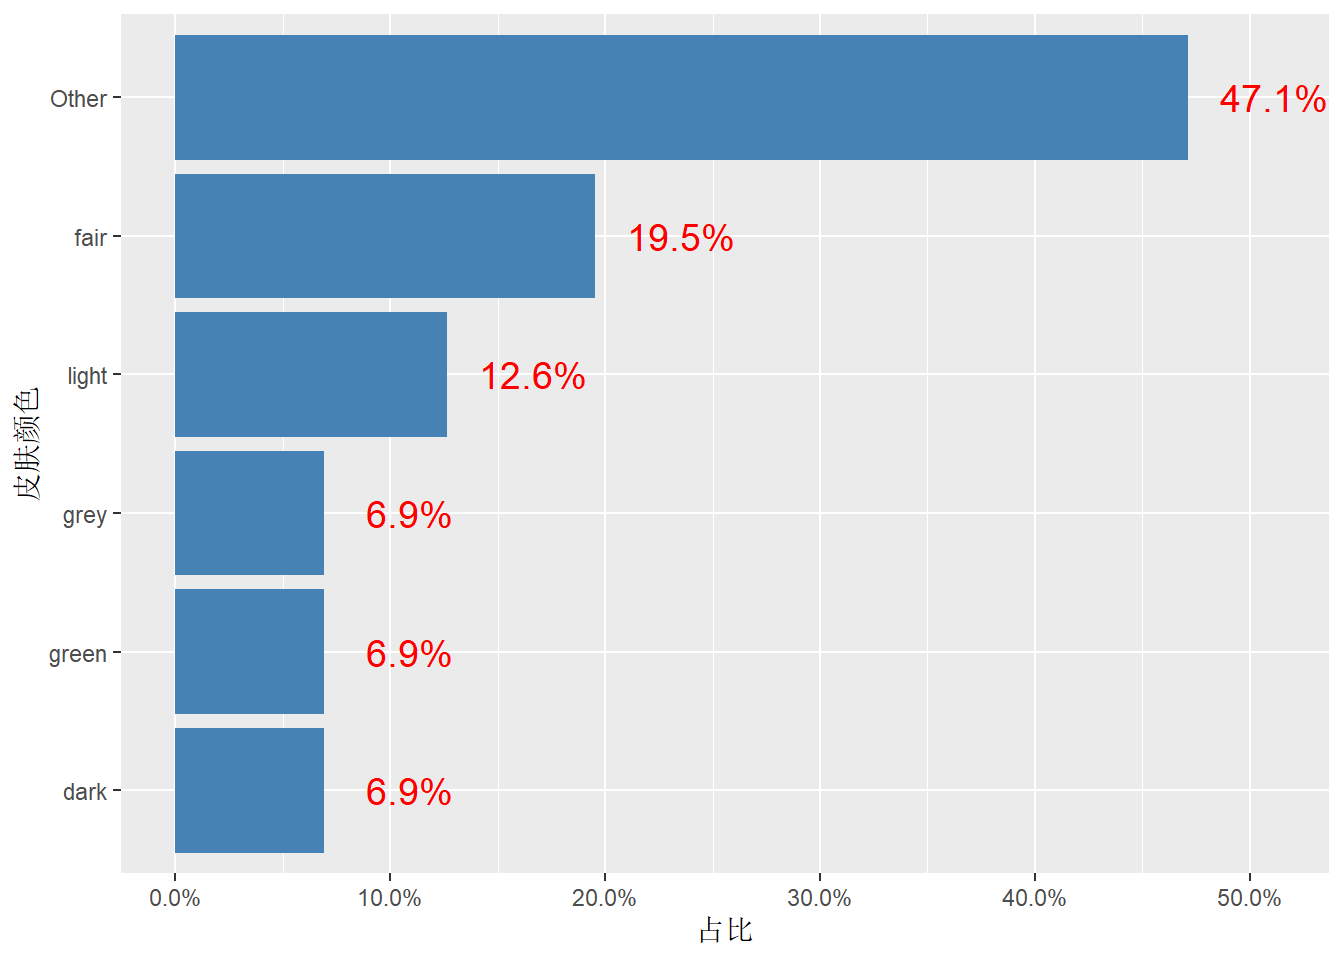 Other
47.1%
fair
19.5%
light
12.6%
皮肤颜色
grey
6.9%
green
6.9%
dark
6.9%
0.0% 10.0% 20.0% 30.0% 40.0% 50.0%
占比